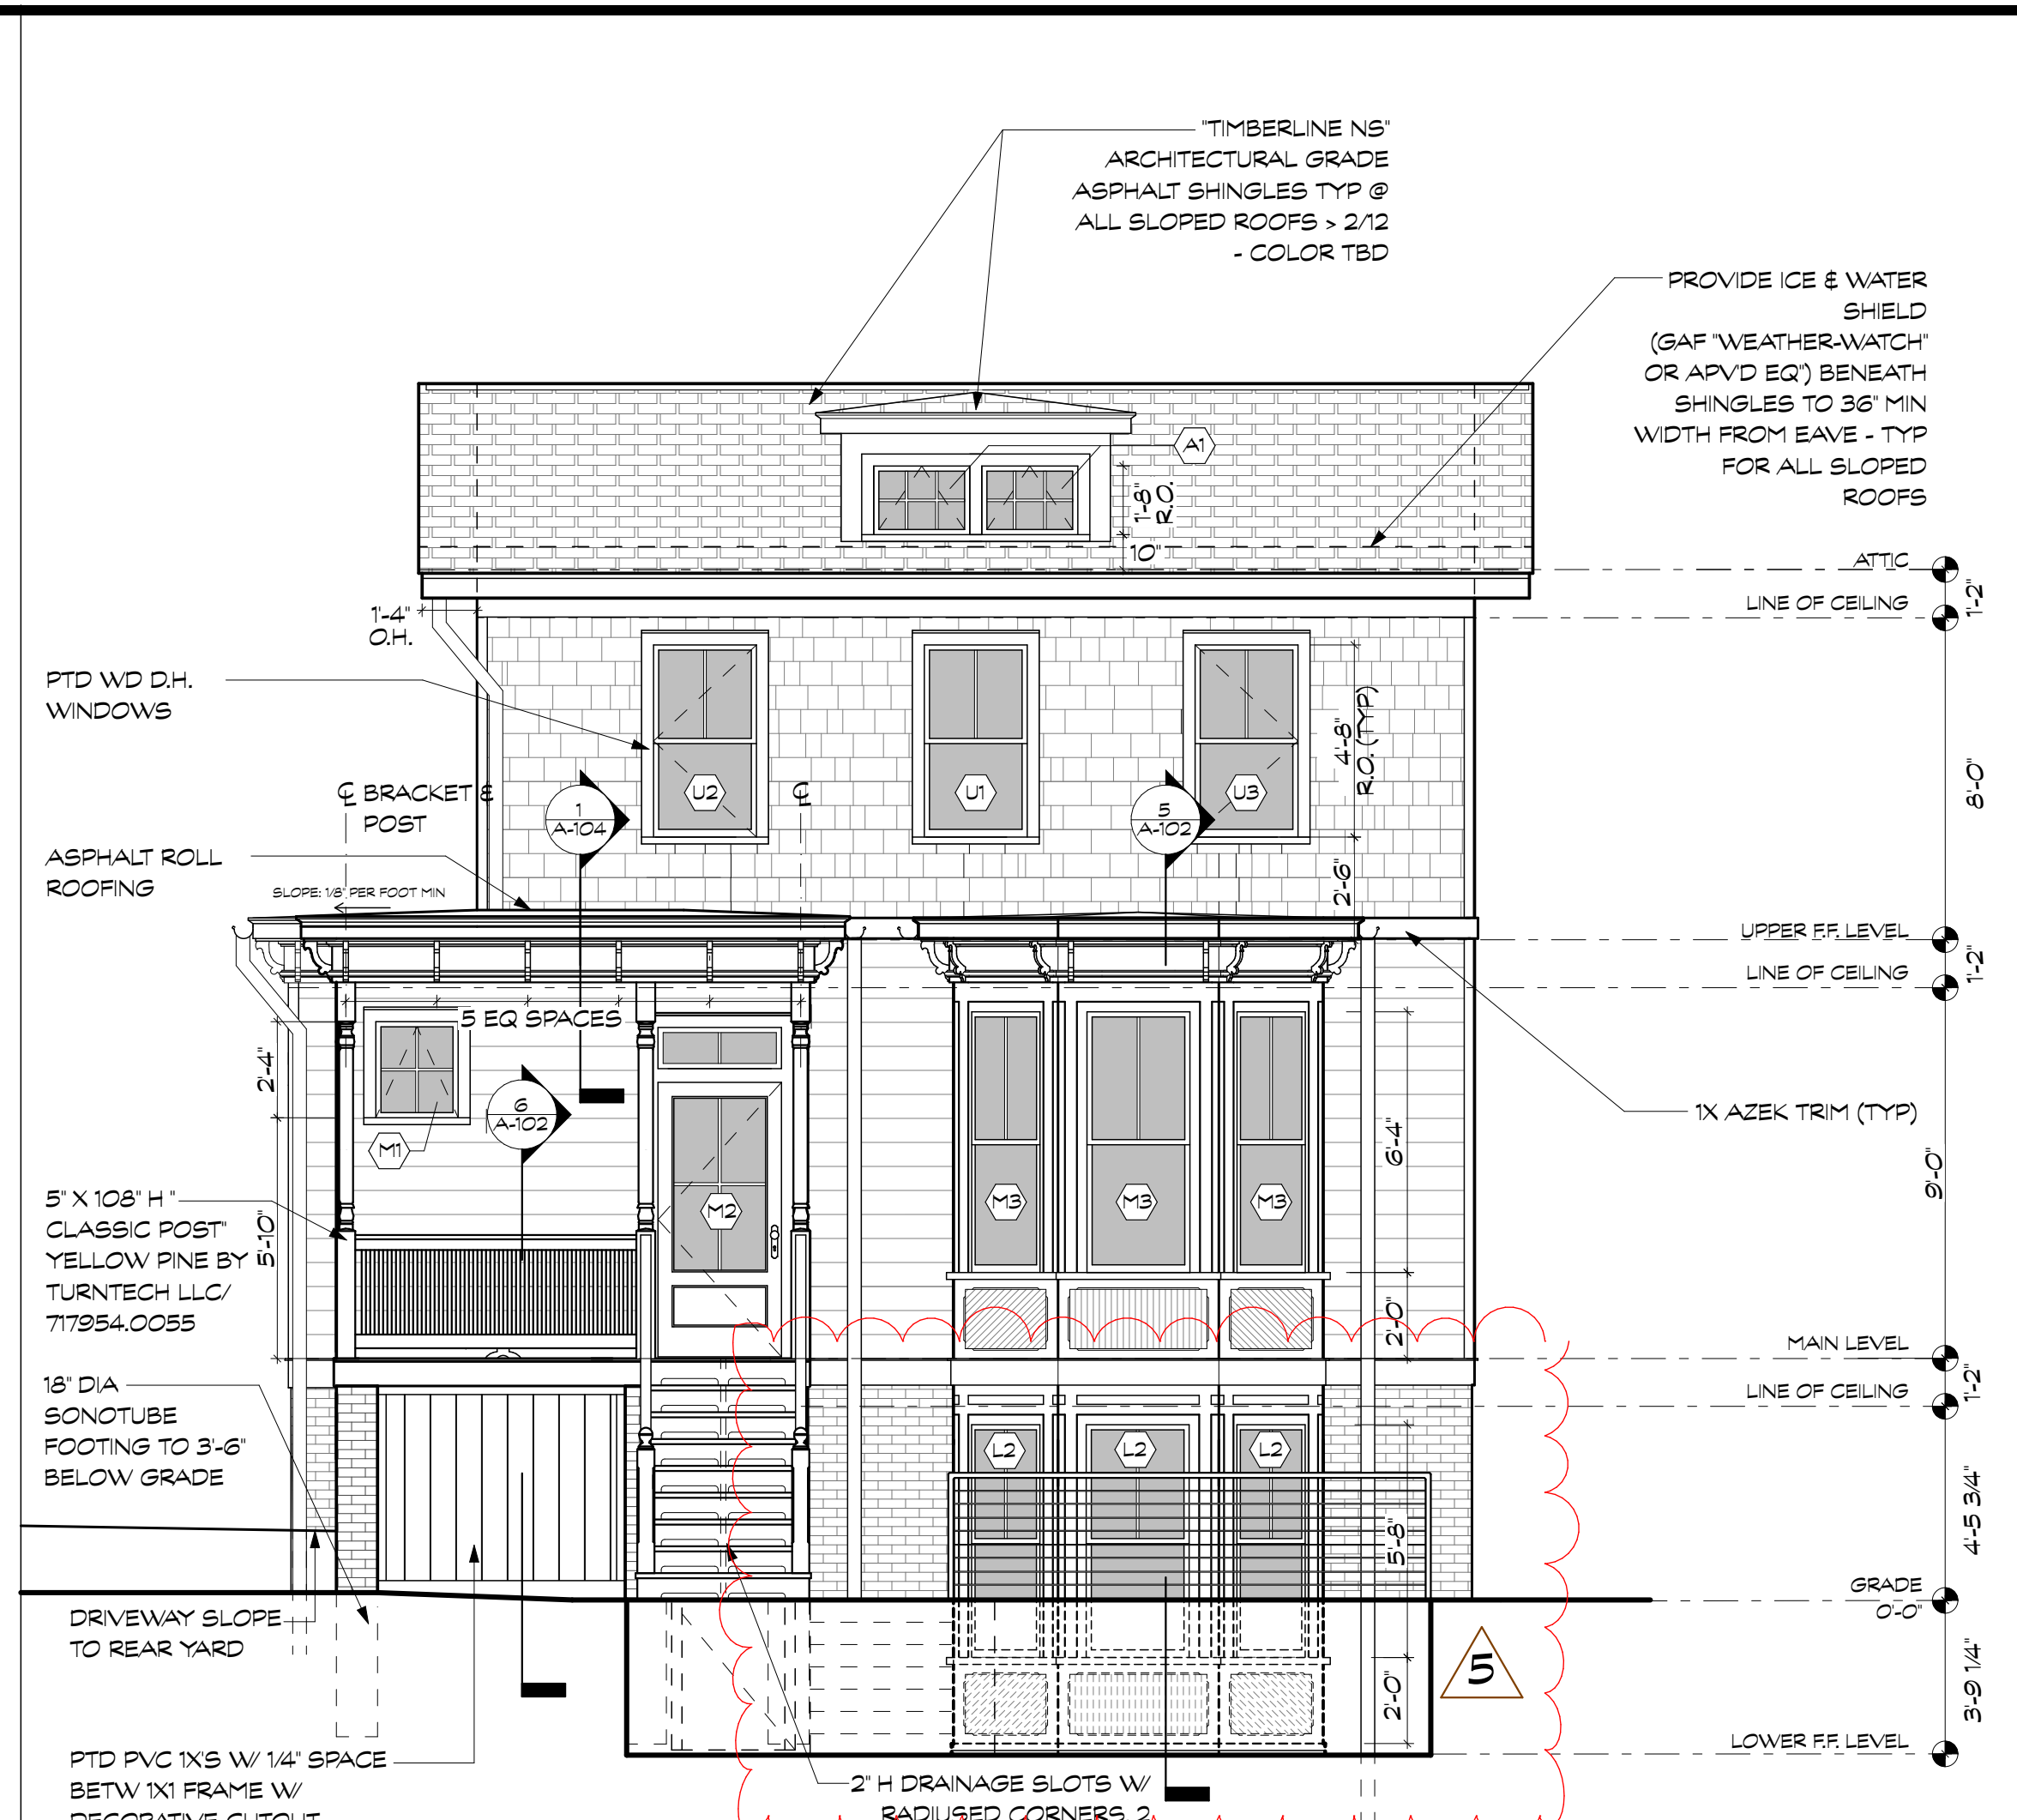 "TIMBERLINE NS"
ARCHITECTURAL GRADE
ASPHALT SHINGLES TYP @
ALL SLOPED ROOFS > 2/12
- COLOR TBD
PROVIDE ICE & WATER
SHIELD
(GAF "WEATHER-WATCH"
OR APV'D EQ") BENEATH
SHINGLES TO 36" MIN
WIDTH FROM EAVE - TYP
FOR ALL SLOPED
ROOFS
A1
1'-8"
R.O.
10"
ATTIC
1'-2"
LINE OF CEILING
1'-4"
O.H.
PTD WD D.H.
WINDOWS
4'-8"
R.O. (TYP)
8'-0"
U2
U1
U3
℄ BRACKET &
POST
℄
1
A-104
5
A-102
ASPHALT ROLL
ROOFING
SLOPE: 1/8" PER FOOT MIN
2'-6"
UPPER F.F. LEVEL
1'-2"
LINE OF CEILING
5 EQ SPACES
2'-4"
6
A-102
M1
1X AZEK TRIM (TYP)
6'-4"
9'-0"
M2
M3
M3
M3
5" X 108" H "
CLASSIC POST"
YELLOW PINE BY
TURNTECH LLC/
717954.0055
5'-10"
2'-0"
MAIN LEVEL
1'-2"
LINE OF CEILING
18" DIA
SONOTUBE
FOOTING TO 3'-6"
BELOW GRADE
L2
L2
L2
5'-8"
4'-5 3/4"
GRADE
0'-0"
DRIVEWAY SLOPE
TO REAR YARD
5
2'-0"
3'-9 1/4"
LOWER F.F. LEVEL
PTD PVC 1X'S W/ 1/4" SPACE
BETW 1X1 FRAME W/
DECORATIVE CUTOUT
2" H DRAINAGE SLOTS W/
RADIUSED CORNERS, 2